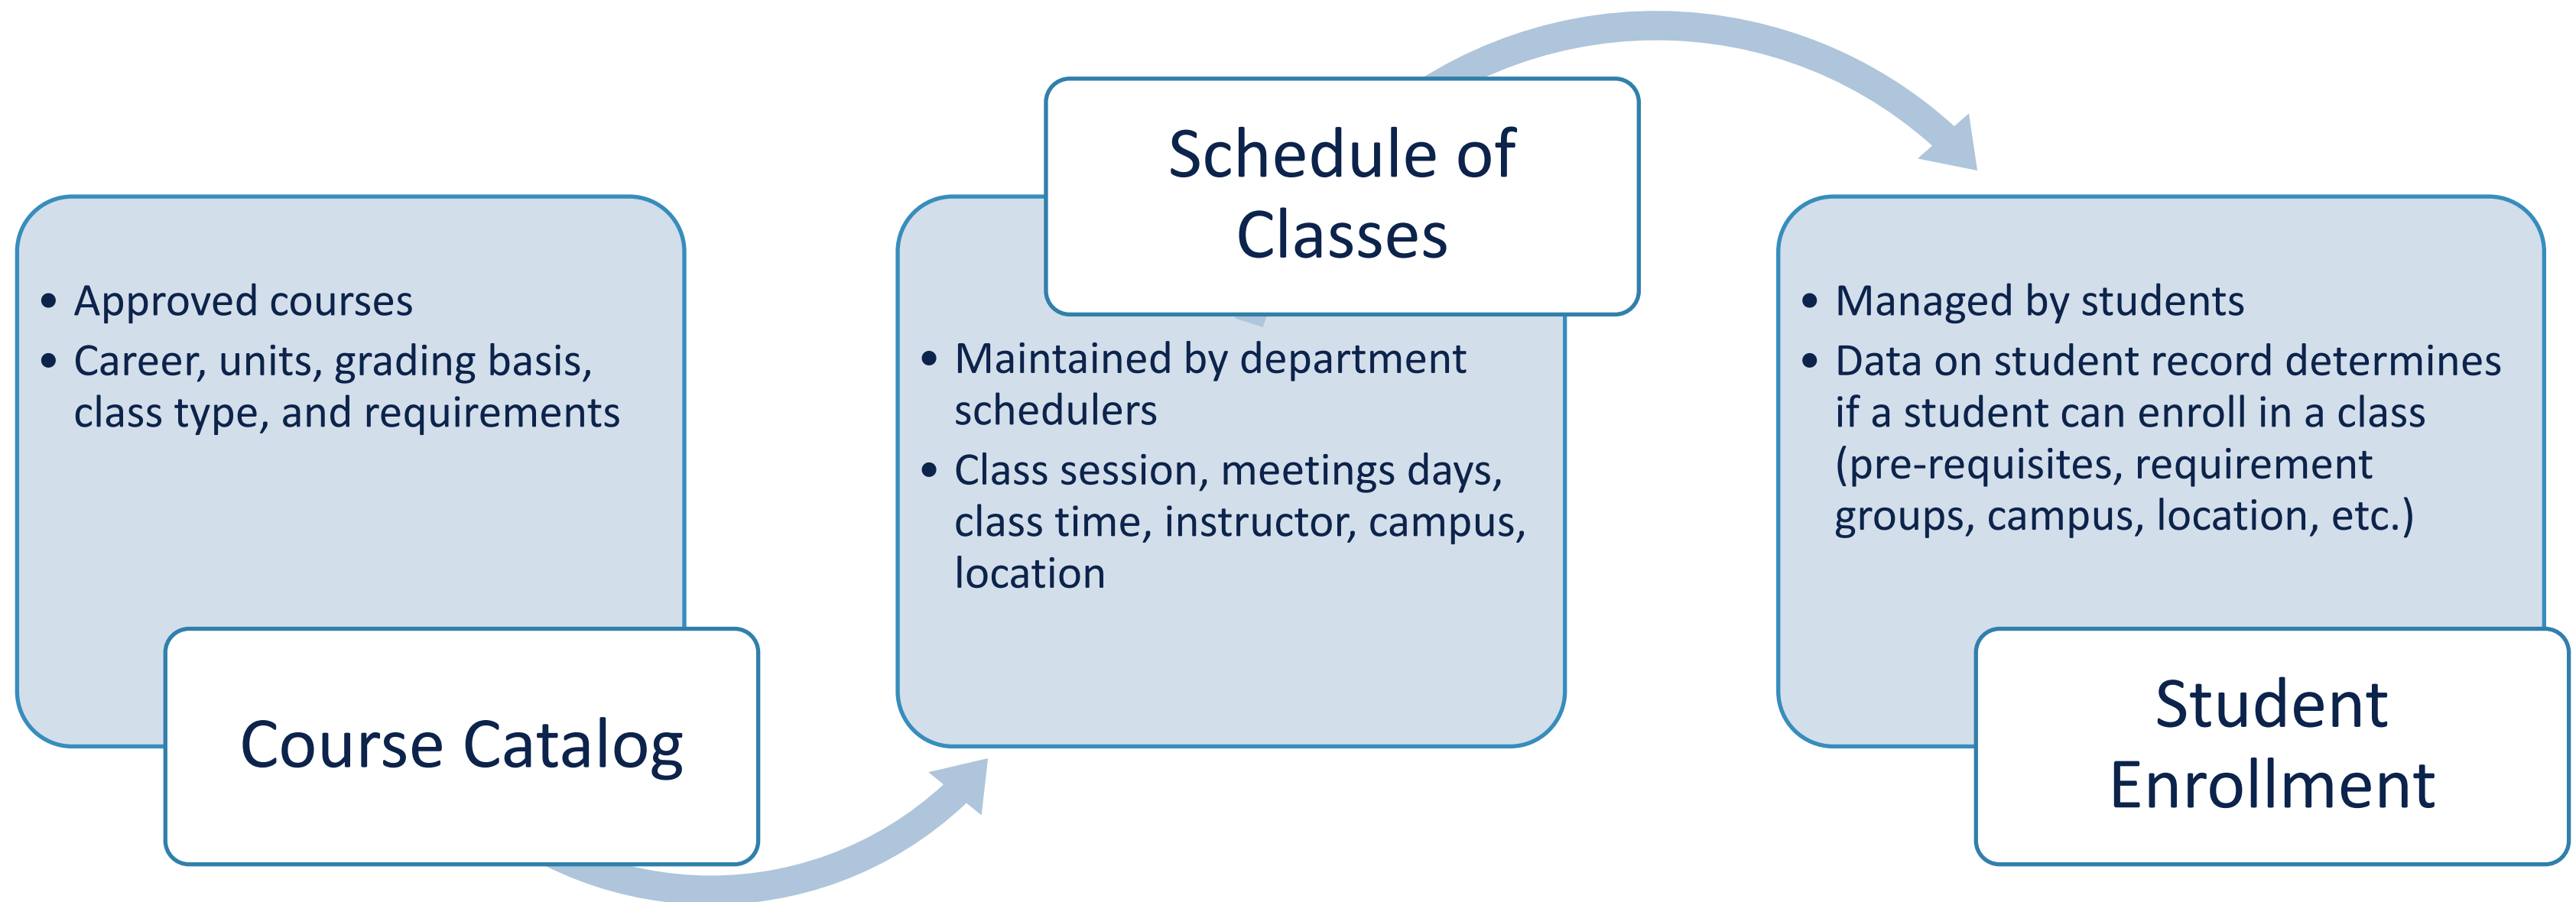 • Approved courses
• Career, units, grading basis,
class type, and requirements
Course Catalog
Schedule of
Classes
• Maintained by department
schedulers
• Class session, meetings days,
class time, instructor, campus,
location
• Managed by students
• Data on student record determines
if a student can enroll in a class
(pre-requisites, requirement
groups, campus, location, etc.)
Student
Enrollment